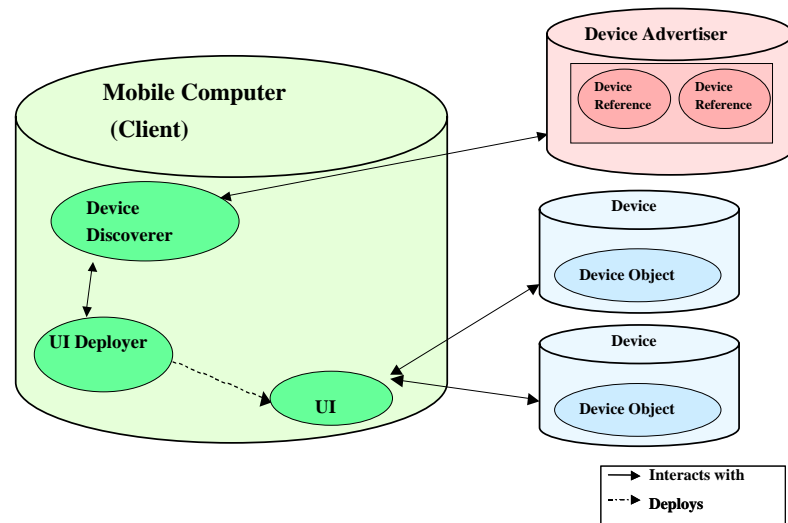 Device Advertiser
Device
Reference
Device
Reference
Mobile Computer
(Client)
Device
Discoverer
UI Deployer
UI
Device
Device Object
Device
Device Object
Interacts with
Deploys